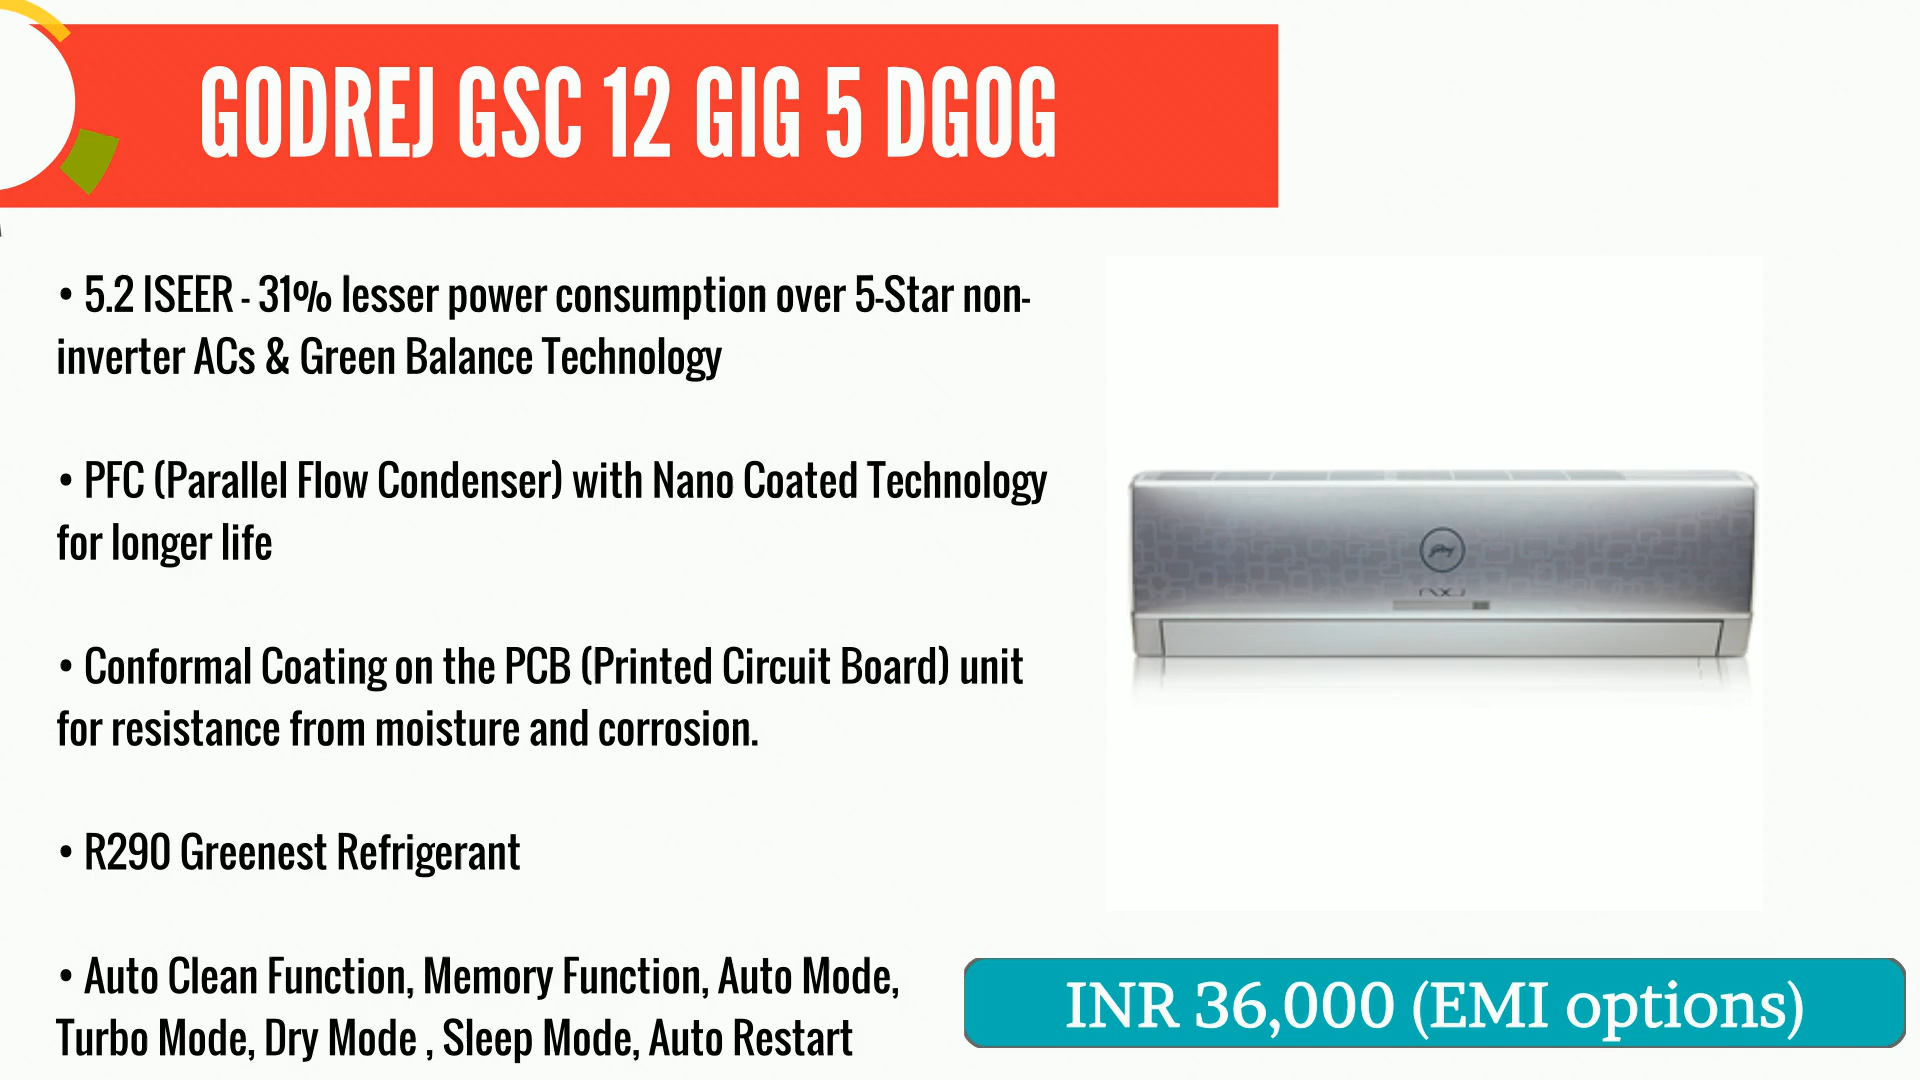 GODREJ GSC 12 GIG 5 DGOG
• 5.2 ISEER - 31% lesser power consumption over 5-Star non-
inverter ACs & Green Balance Technology
• PFC (Parallel Flow Condenser) with Nano Coated Technology
for longer life
• Conformal Coating on the PCB (Printed Circuit Board) unit
for resistance from moisture and corrosion.
• R290 Greenest Refrigerant
• Auto Clean Function, Memory Function, Auto Mode,
Turbo Mode, Dry Mode , Sleep Mode, Auto Restart
Godrej
NXW
INR 36,000 (EMI options)